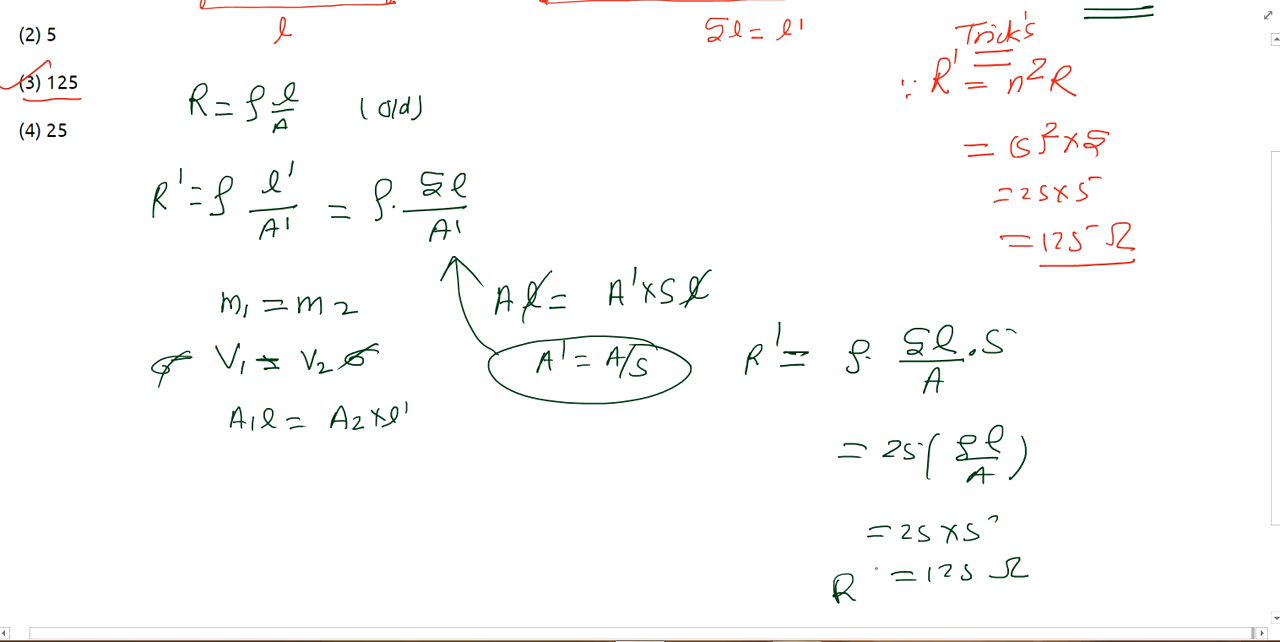 l
5l = l'
(2) 5
(3) 125
(4) 25
Trick's
∵ R' = n²R
= (5)² × 5
= 25 × 5
= 125 Ω
R = ρ l/A (old)
R' = ρ l'/A' = ρ. 5l/A'
m₁ = m₂
V₁ = V₂
A₁l = A₂ × l'
Al = A' × 5l
A' = A/5
R' = ρ. 5l/A . 5
= 25 (ρl/A)
= 25 × 5
R = 125 Ω